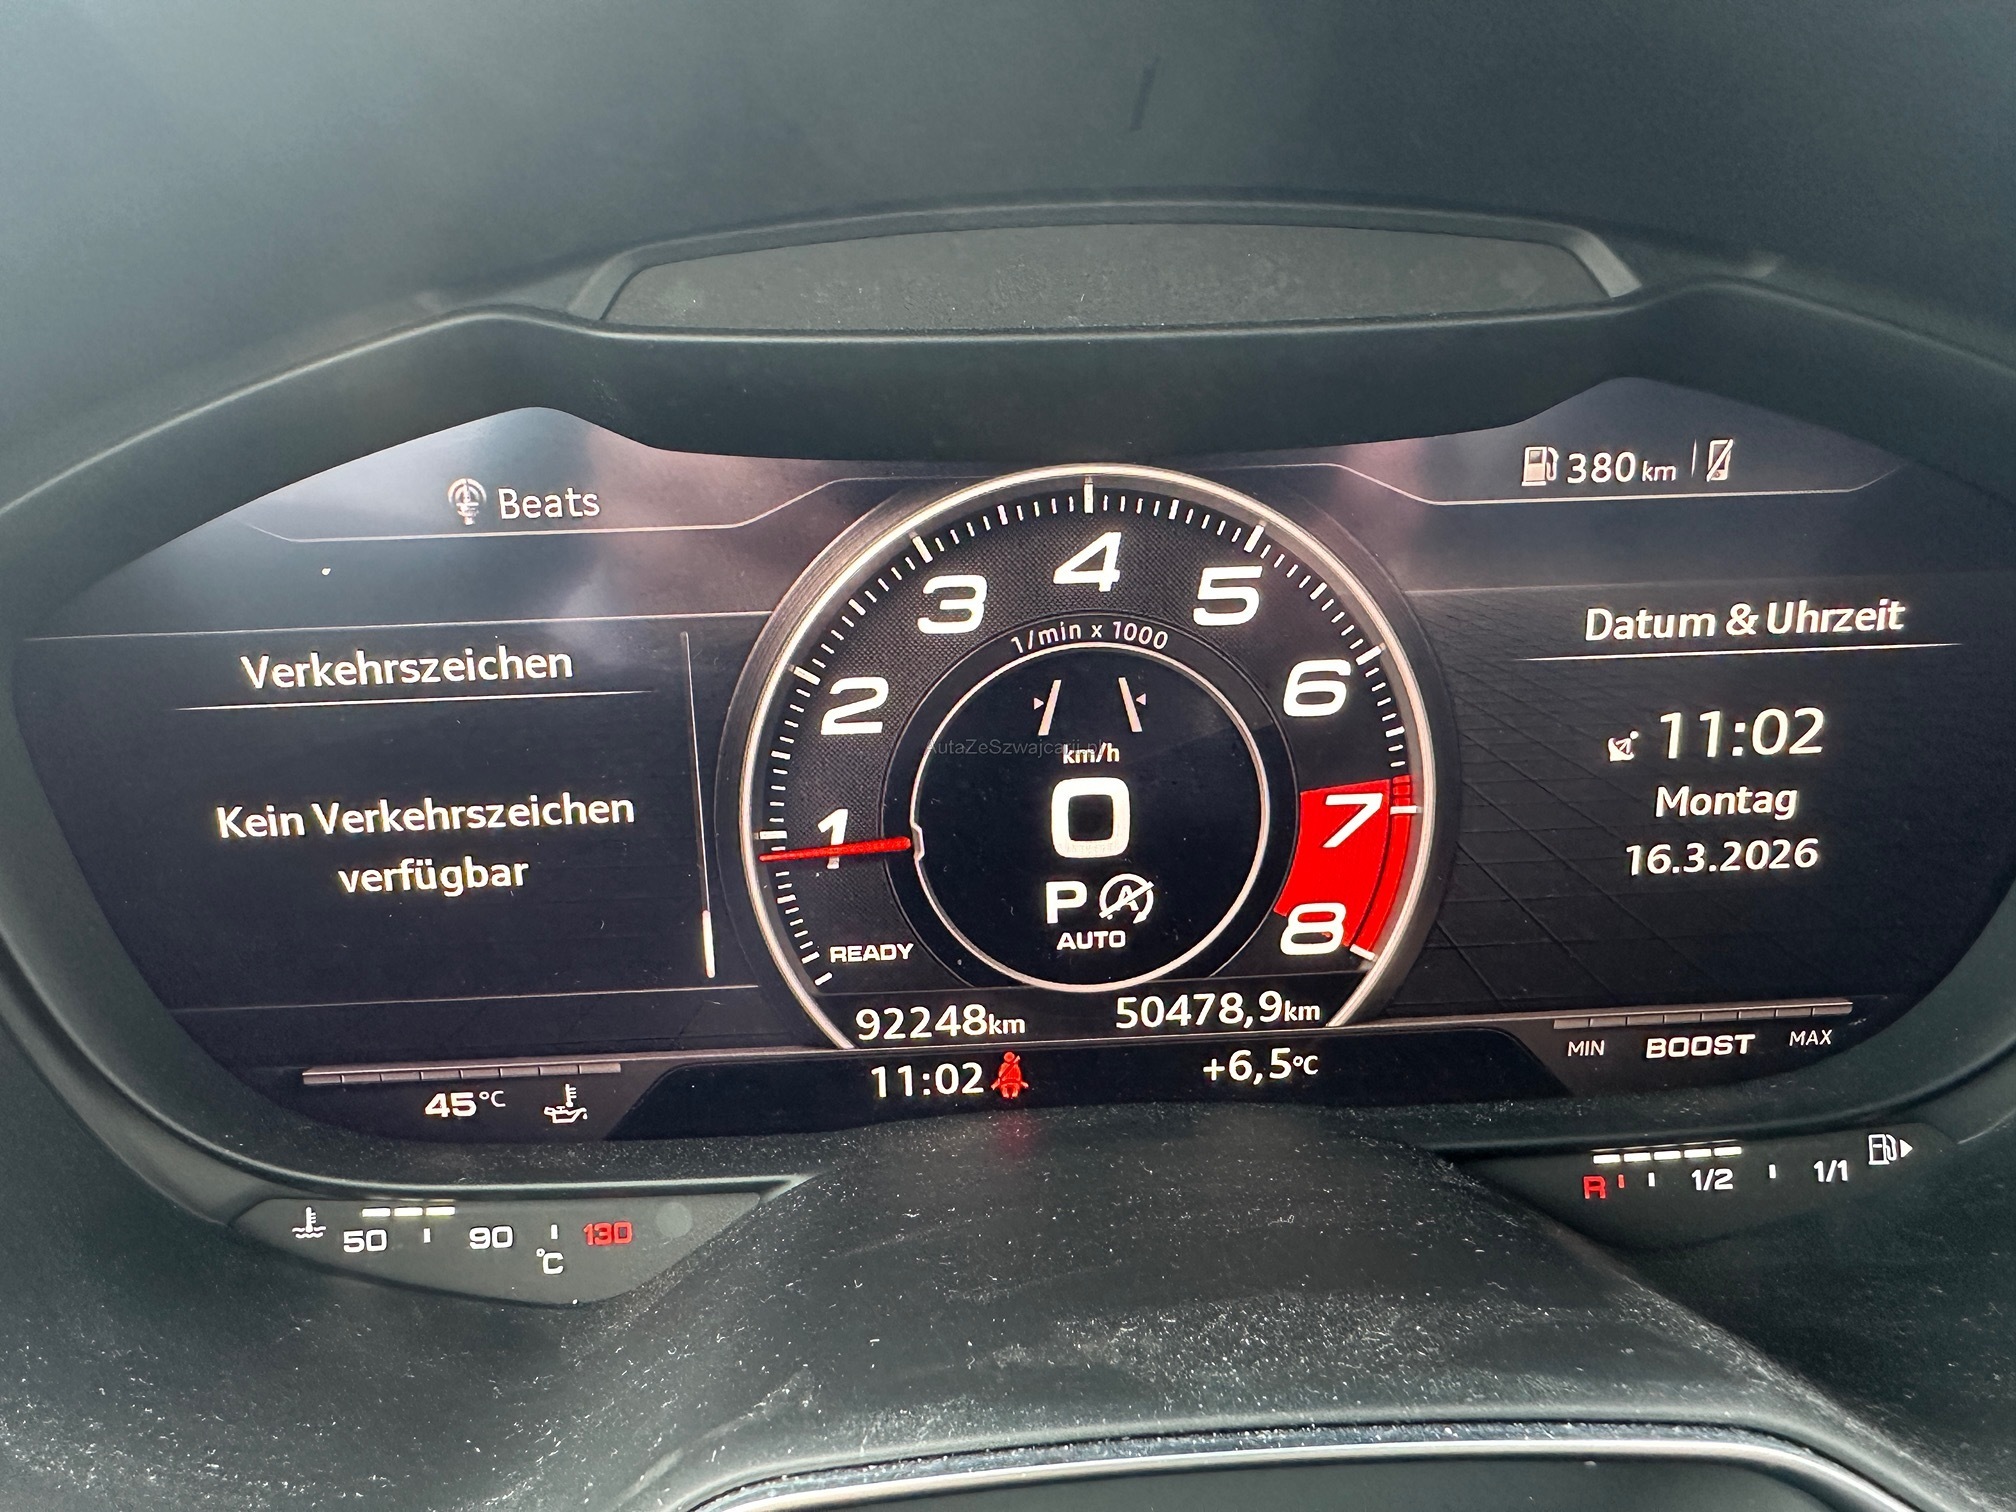 Beats
380 km
Verkehrszeichen
Kein Verkehrszeichen
verfügbar
1 2 3 4 5 6 7 8
1/min x 1000
AutaZeSzwajcarii.pl
km/h
0
P A
AUTO
READY
92248km
50478,9km
11:02
+6,5°C
Datum & Uhrzeit
11:02
Montag
16.3.2026
MIN BOOST MAX
45°C
50 90 130
°C
R 1/2 1/1